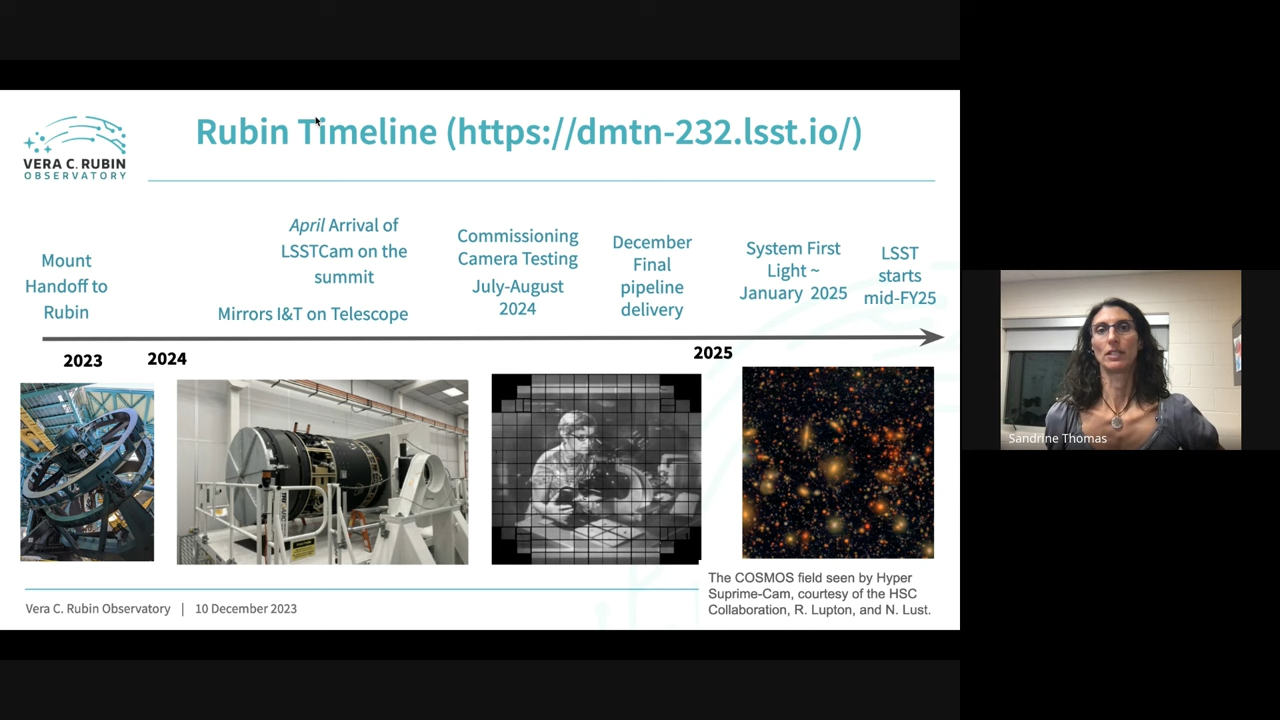 VERA C. RUBIN
OBSERVATORY
Rubin Timeline (https://dmtn-232.lsst.io/)
Mount
Handoff to
Rubin
April Arrival of
LSSTCam on the
summit
Mirrors I&T on Telescope
Commissioning
Camera Testing
July-August
2024
December
Final
pipeline
delivery
System First
Light ~
January 2025
LSST
starts
mid-FY25
2023
2024
2025
The COSMOS field seen by Hyper
Suprime-Cam, courtesy of the HSC
Collaboration, R. Lupton, and N. Lust.
Vera C. Rubin Observatory | 10 December 2023
Sandrine Thomas